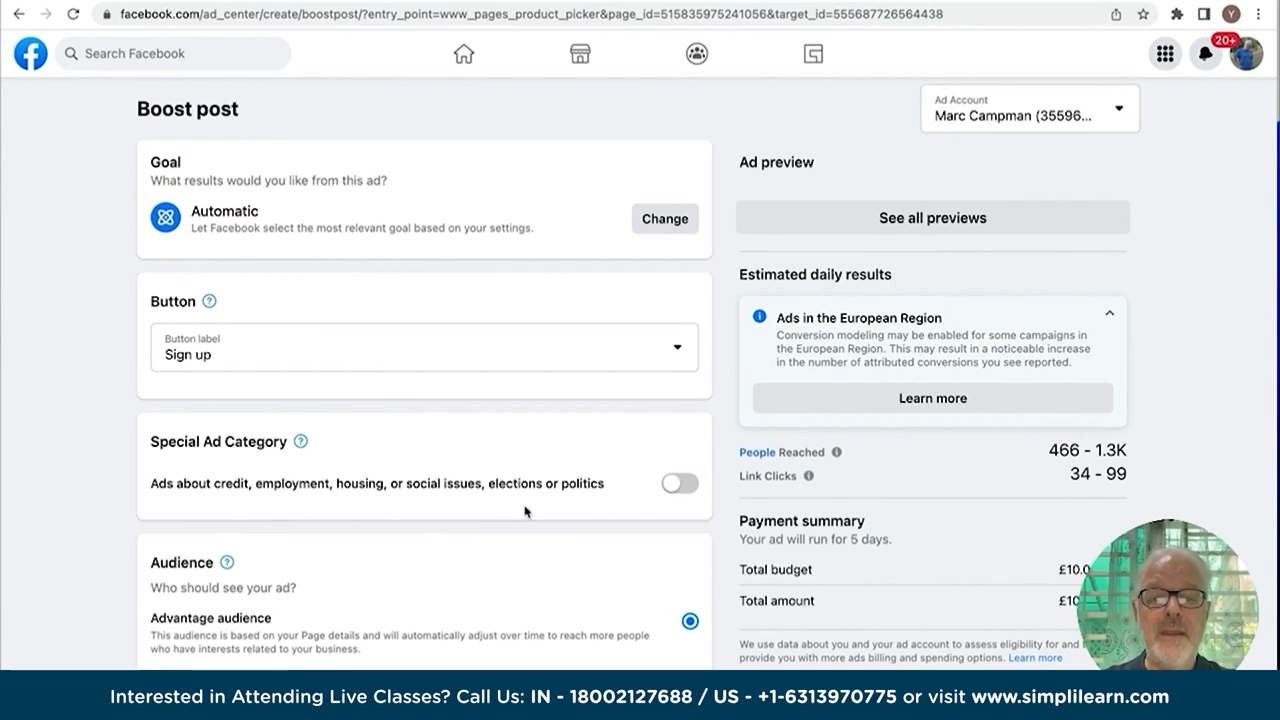 facebook.com/ad_center/create/boostpost/?entry_point=www_pages_product_picker&page_id=515835975241056&target_id=555687726564438
Y
Search Facebook
20+
Boost post
Ad Account
Marc Campman (35596...
Goal
What results would you like from this ad?
Automatic
Let Facebook select the most relevant goal based on your settings.
Change
Ad preview
See all previews
Estimated daily results
Button
Button label
Sign up
Ads in the European Region
Conversion modeling may be enabled for some campaigns in
the European Region. This may result in a noticeable increase
in the number of attributed conversions you see reported.
Learn more
Special Ad Category
Ads about credit, employment, housing, or social issues, elections or politics
People Reached
466 - 1.3K
Link Clicks
34 - 99
Payment summary
Your ad will run for 5 days.
Total budget
£10.0
Total amount
£10
Audience
Who should see your ad?
Advantage audience
This audience is based on your Page details and will automatically adjust over time to reach more people
who have interests related to your business.
We use data about you and your ad account to assess eligibility for and
provide you with more ads billing and spending options. Learn more
Interested in Attending Live Classes? Call Us: IN - 18002127688 / US - +1-6313970775 or visit www.simplilearn.com